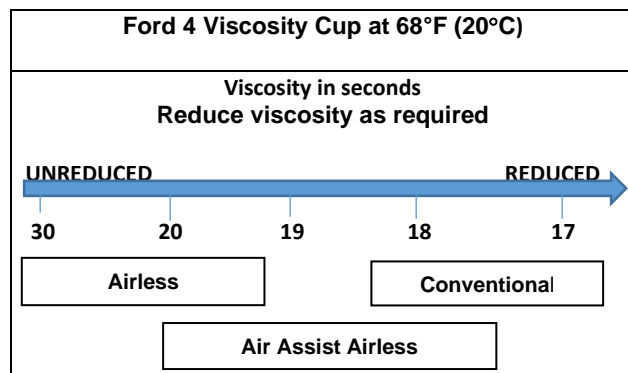 Ford 4 Viscosity Cup at 68°F (20°C)
Viscosity in seconds
Reduce viscosity as required
UNREDUCED REDUCED
30 20 19 18 17
Airless Conventional
Air Assist Airless